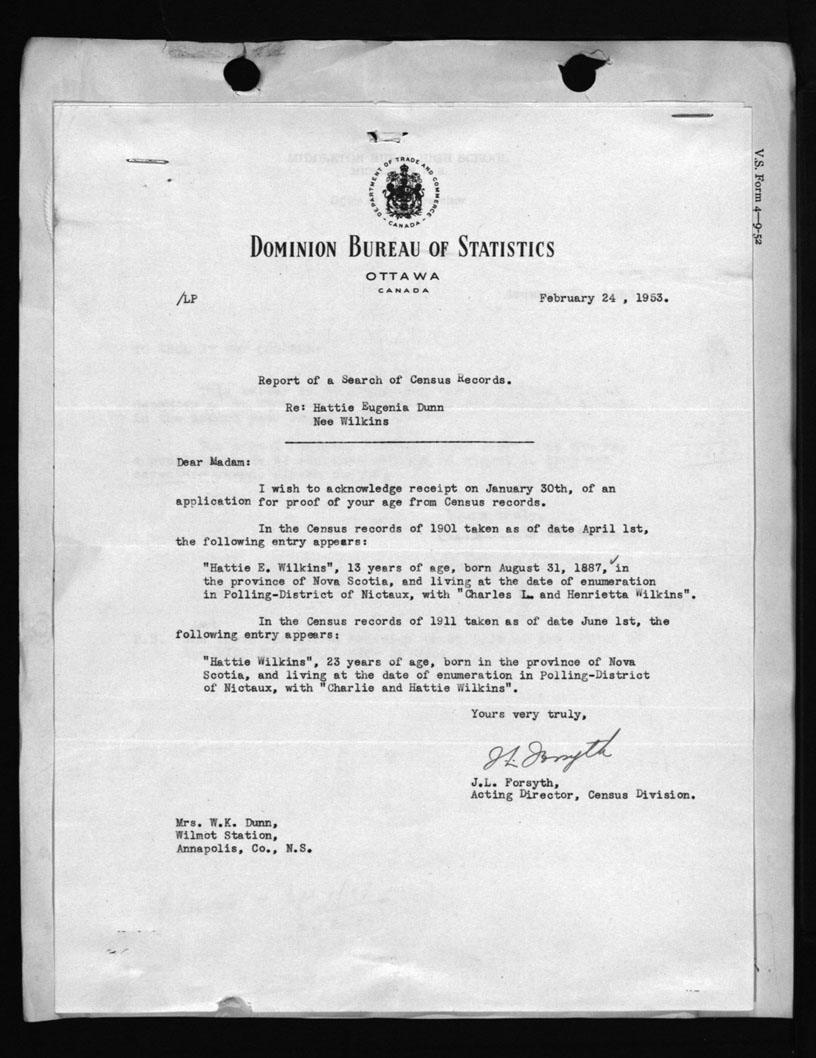 DEPARTMENT OF TRADE AND COMMERCE
CANADA
DOMINION BUREAU OF STATISTICS
OTTAWA
CANADA
/LP
February 24 , 1953.
V.S. Form 4—9-52
Report of a Search of Census Records.
Re: Hattie Eugenia Dunn
Nee Wilkins
Dear Madam:
I wish to acknowledge receipt on January 30th, of an
application for proof of your age from Census records.
In the Census records of 1901 taken as of date April 1st,
the following entry appears:
"Hattie E. Wilkins", 13 years of age, born August 31, 1887, in
the province of Nova Scotia, and living at the date of enumeration
in Polling-District of Nictaux, with "Charles L. and Henrietta Wilkins".
In the Census records of 1911 taken as of date June 1st, the
following entry appears:
"Hattie Wilkins", 23 years of age, born in the province of Nova
Scotia, and living at the date of enumeration in Polling-District
of Nictaux, with "Charlie and Hattie Wilkins".
Yours very truly,
J L Forsyth
J.L. Forsyth,
Acting Director, Census Division.
Mrs. W.K. Dunn,
Wilmot Station,
Annapolis, Co., N.S.